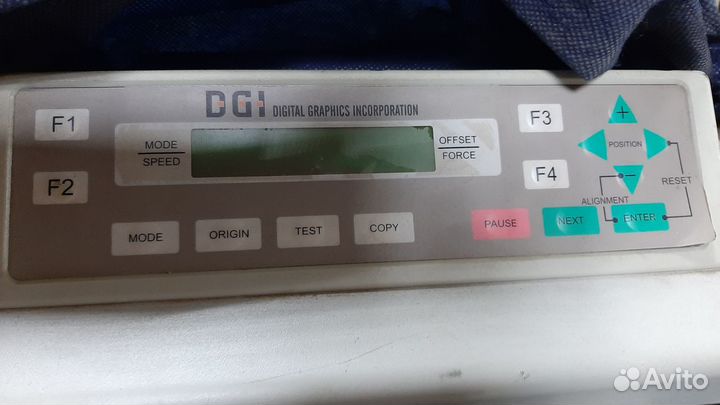 DGI DIGITAL GRAPHICS INCORPORATION
F1
F2
MODE
SPEED
OFFSET
FORCE
F3
F4
+
POSITION
−
RESET
ALIGNMENT
MODE
ORIGIN
TEST
COPY
PAUSE
NEXT
ENTER
Avito